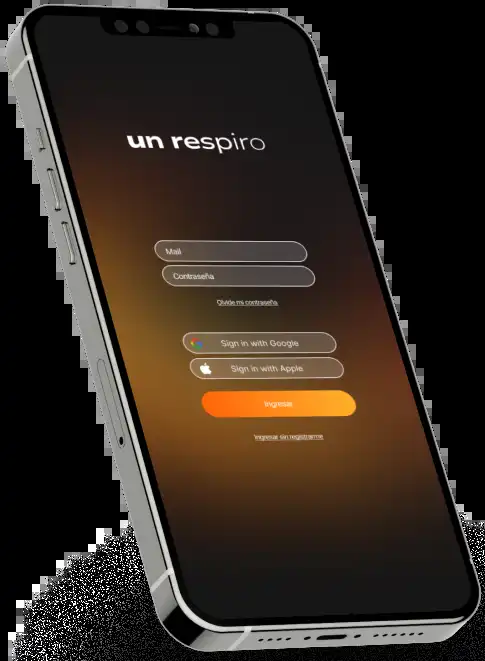 un respiro
Mail
Contraseña
Olvide mi contraseña
Sign in with Google
Sign in with Apple
Ingresar
Ingresar sin registrarme